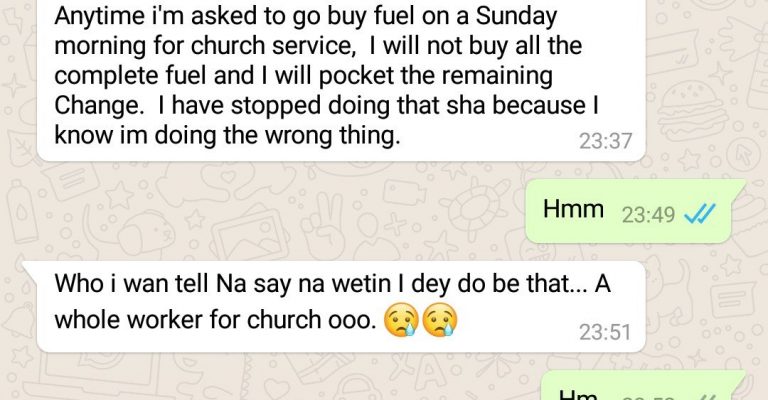 Anytime i'm asked to go buy fuel on a Sunday
morning for church service,  I will not buy all the
complete fuel and I will pocket the remaining
Change.  I have stopped doing that sha because I
know im doing the wrong thing.
23:37
Hmm 23:49
Who i wan tell Na say na wetin I dey do be that... A
whole worker for church ooo. 😢😢
23:51
Hm